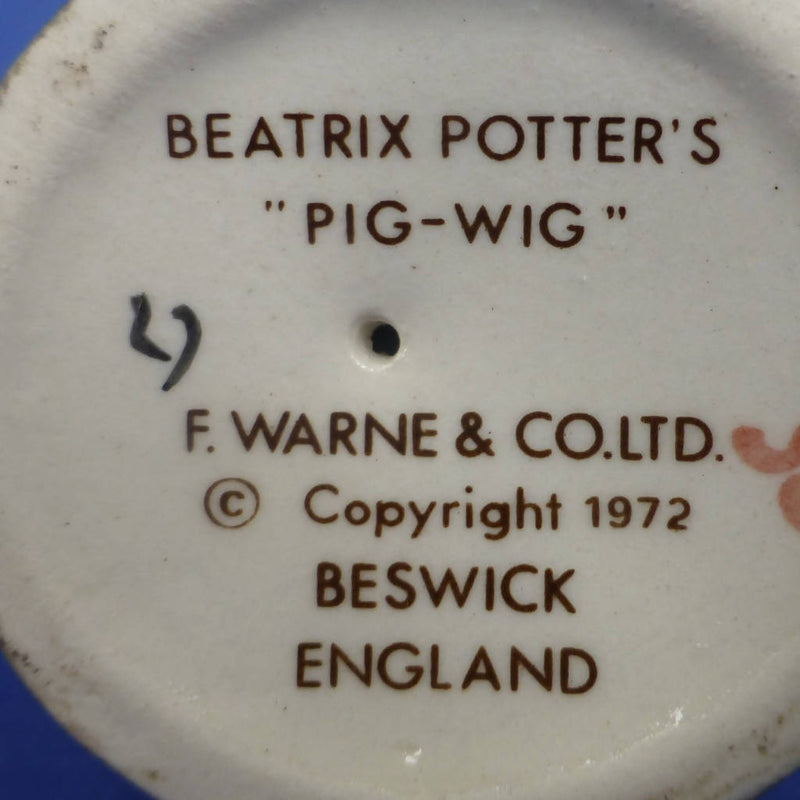 BEATRIX POTTER'S
"PIG-WIG"
F. WARNE & CO.LTD.
© Copyright 1972
BESWICK
ENGLAND